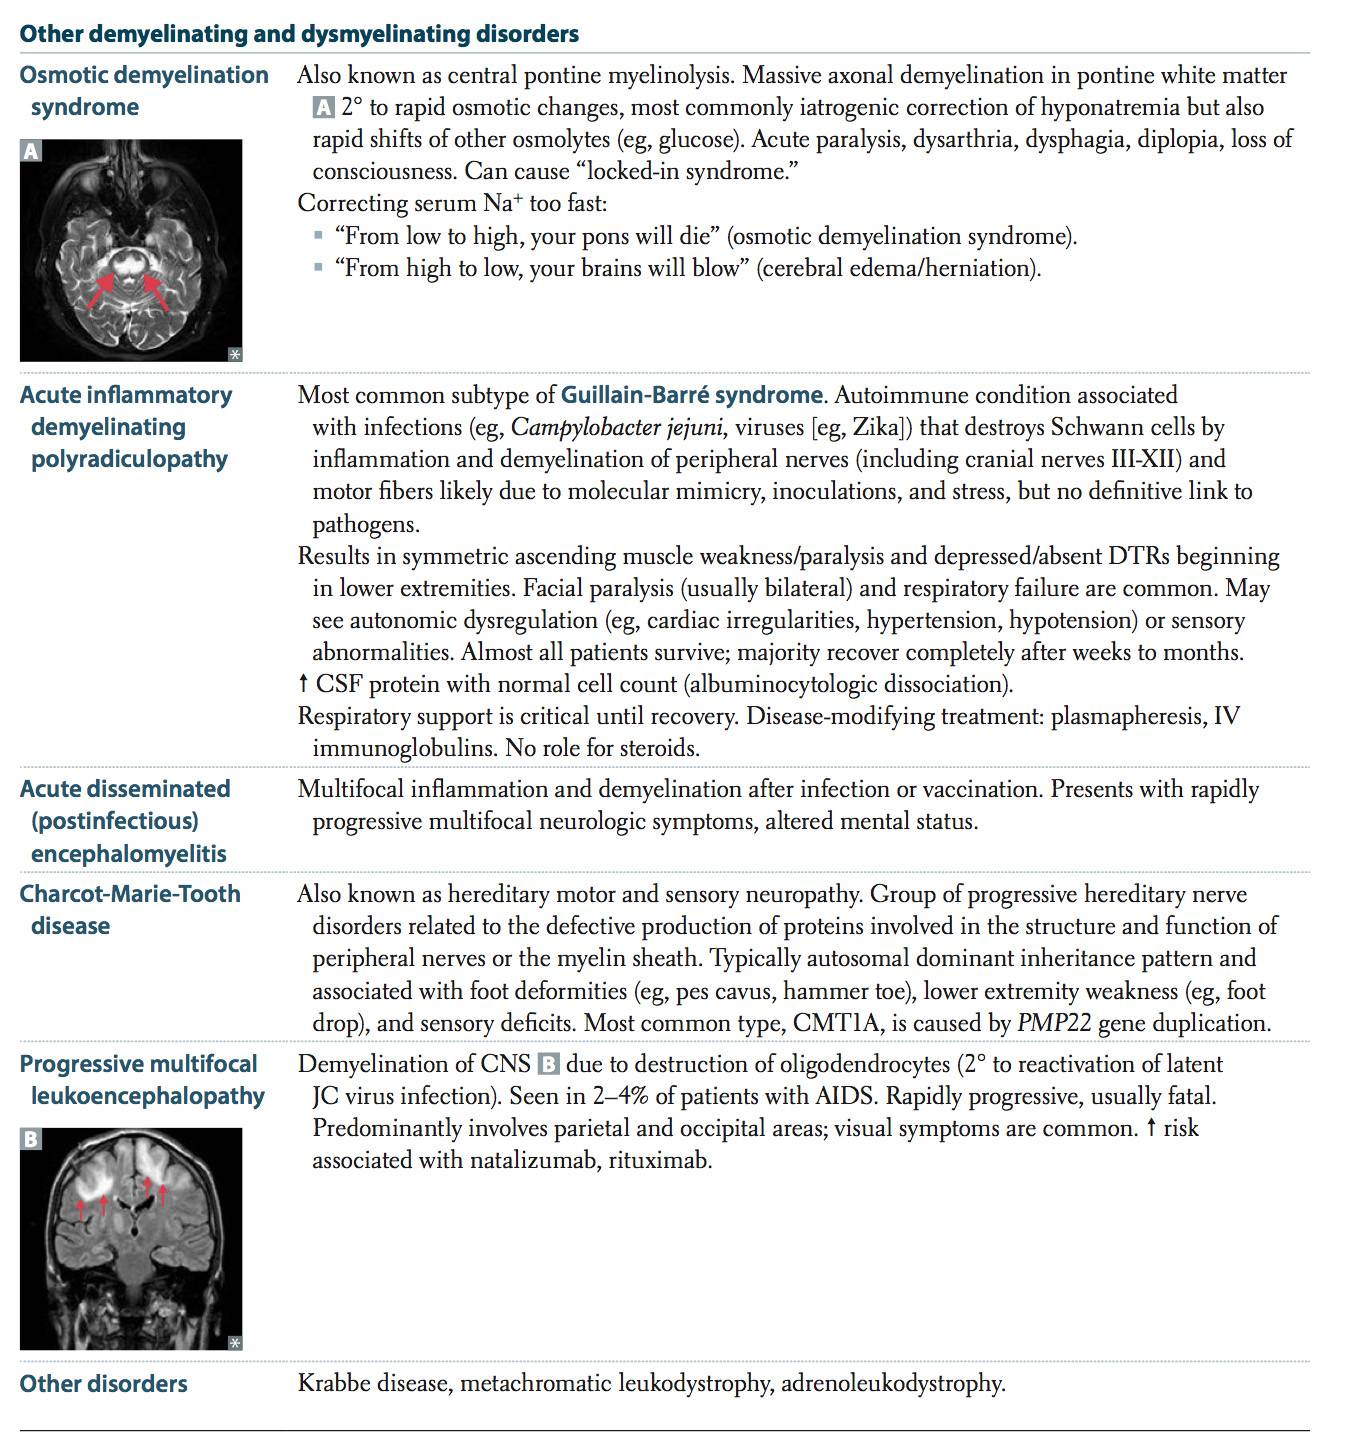 Other demyelinating and dysmyelinating disorders
Osmotic demyelination
syndrome
A
*
Also known as central pontine myelinolysis. Massive axonal demyelination in pontine white matter
A 2° to rapid osmotic changes, most commonly iatrogenic correction of hyponatremia but also
rapid shifts of other osmolytes (eg, glucose). Acute paralysis, dysarthria, dysphagia, diplopia, loss of
consciousness. Can cause “locked-in syndrome.”
Correcting serum Na⁺ too fast:
▪ “From low to high, your pons will die” (osmotic demyelination syndrome).
▪ “From high to low, your brains will blow” (cerebral edema/herniation).
Acute inflammatory
demyelinating
polyradiculopathy
Most common subtype of Guillain-Barré syndrome. Autoimmune condition associated
with infections (eg, Campylobacter jejuni, viruses [eg, Zika]) that destroys Schwann cells by
inflammation and demyelination of peripheral nerves (including cranial nerves III-XII) and
motor fibers likely due to molecular mimicry, inoculations, and stress, but no definitive link to
pathogens.
Results in symmetric ascending muscle weakness/paralysis and depressed/absent DTRs beginning
in lower extremities. Facial paralysis (usually bilateral) and respiratory failure are common. May
see autonomic dysregulation (eg, cardiac irregularities, hypertension, hypotension) or sensory
abnormalities. Almost all patients survive; majority recover completely after weeks to months.
↑ CSF protein with normal cell count (albuminocytologic dissociation).
Respiratory support is critical until recovery. Disease-modifying treatment: plasmapheresis, IV
immunoglobulins. No role for steroids.
Acute disseminated
(postinfectious)
encephalomyelitis
Multifocal inflammation and demyelination after infection or vaccination. Presents with rapidly
progressive multifocal neurologic symptoms, altered mental status.
Charcot-Marie-Tooth
disease
Also known as hereditary motor and sensory neuropathy. Group of progressive hereditary nerve
disorders related to the defective production of proteins involved in the structure and function of
peripheral nerves or the myelin sheath. Typically autosomal dominant inheritance pattern and
associated with foot deformities (eg, pes cavus, hammer toe), lower extremity weakness (eg, foot
drop), and sensory deficits. Most common type, CMT1A, is caused by PMP22 gene duplication.
Progressive multifocal
leukoencephalopathy
B
*
Demyelination of CNS B due to destruction of oligodendrocytes (2° to reactivation of latent
JC virus infection). Seen in 2–4% of patients with AIDS. Rapidly progressive, usually fatal.
Predominantly involves parietal and occipital areas; visual symptoms are common. ↑ risk
associated with natalizumab, rituximab.
Other disorders
Krabbe disease, metachromatic leukodystrophy, adrenoleukodystrophy.